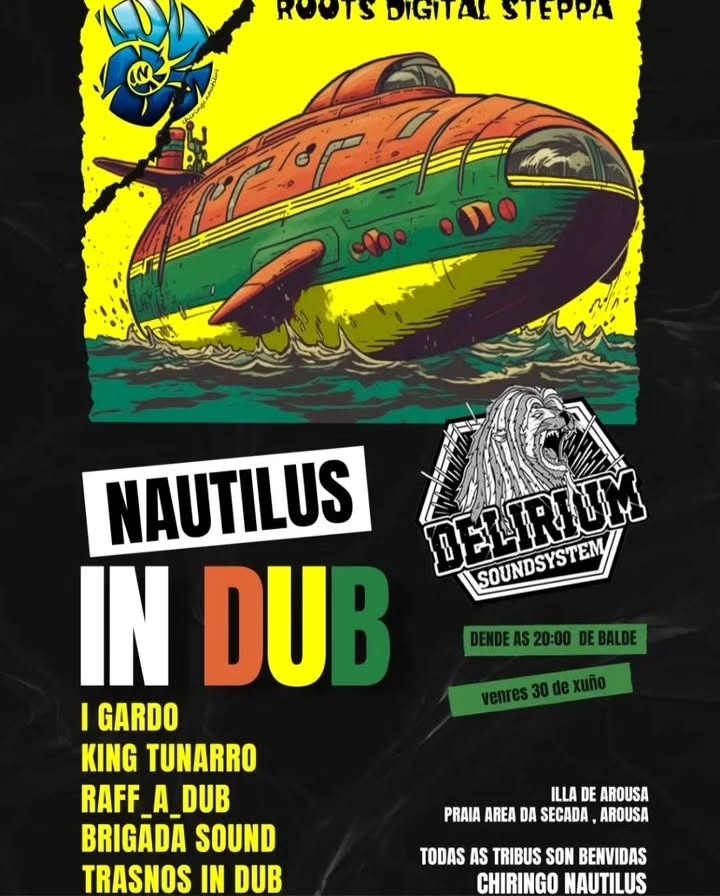 ROOTS DIGITAL STEPPA
chiringo nautilus
NAUTILUS
IN DUB
DELIRIUM
SOUNDSYSTEM
DENDE AS 20:00 DE BALDE
venres 30 de xuño
I GARDO
KING TUNARRO
RAFF_A_DUB
BRIGADA SOUND
TRASNOS IN DUB
ILLA DE AROUSA
PRAIA AREA DA SECADA , AROUSA
TODAS AS TRIBUS SON BENVIDAS
CHIRINGO NAUTILUS